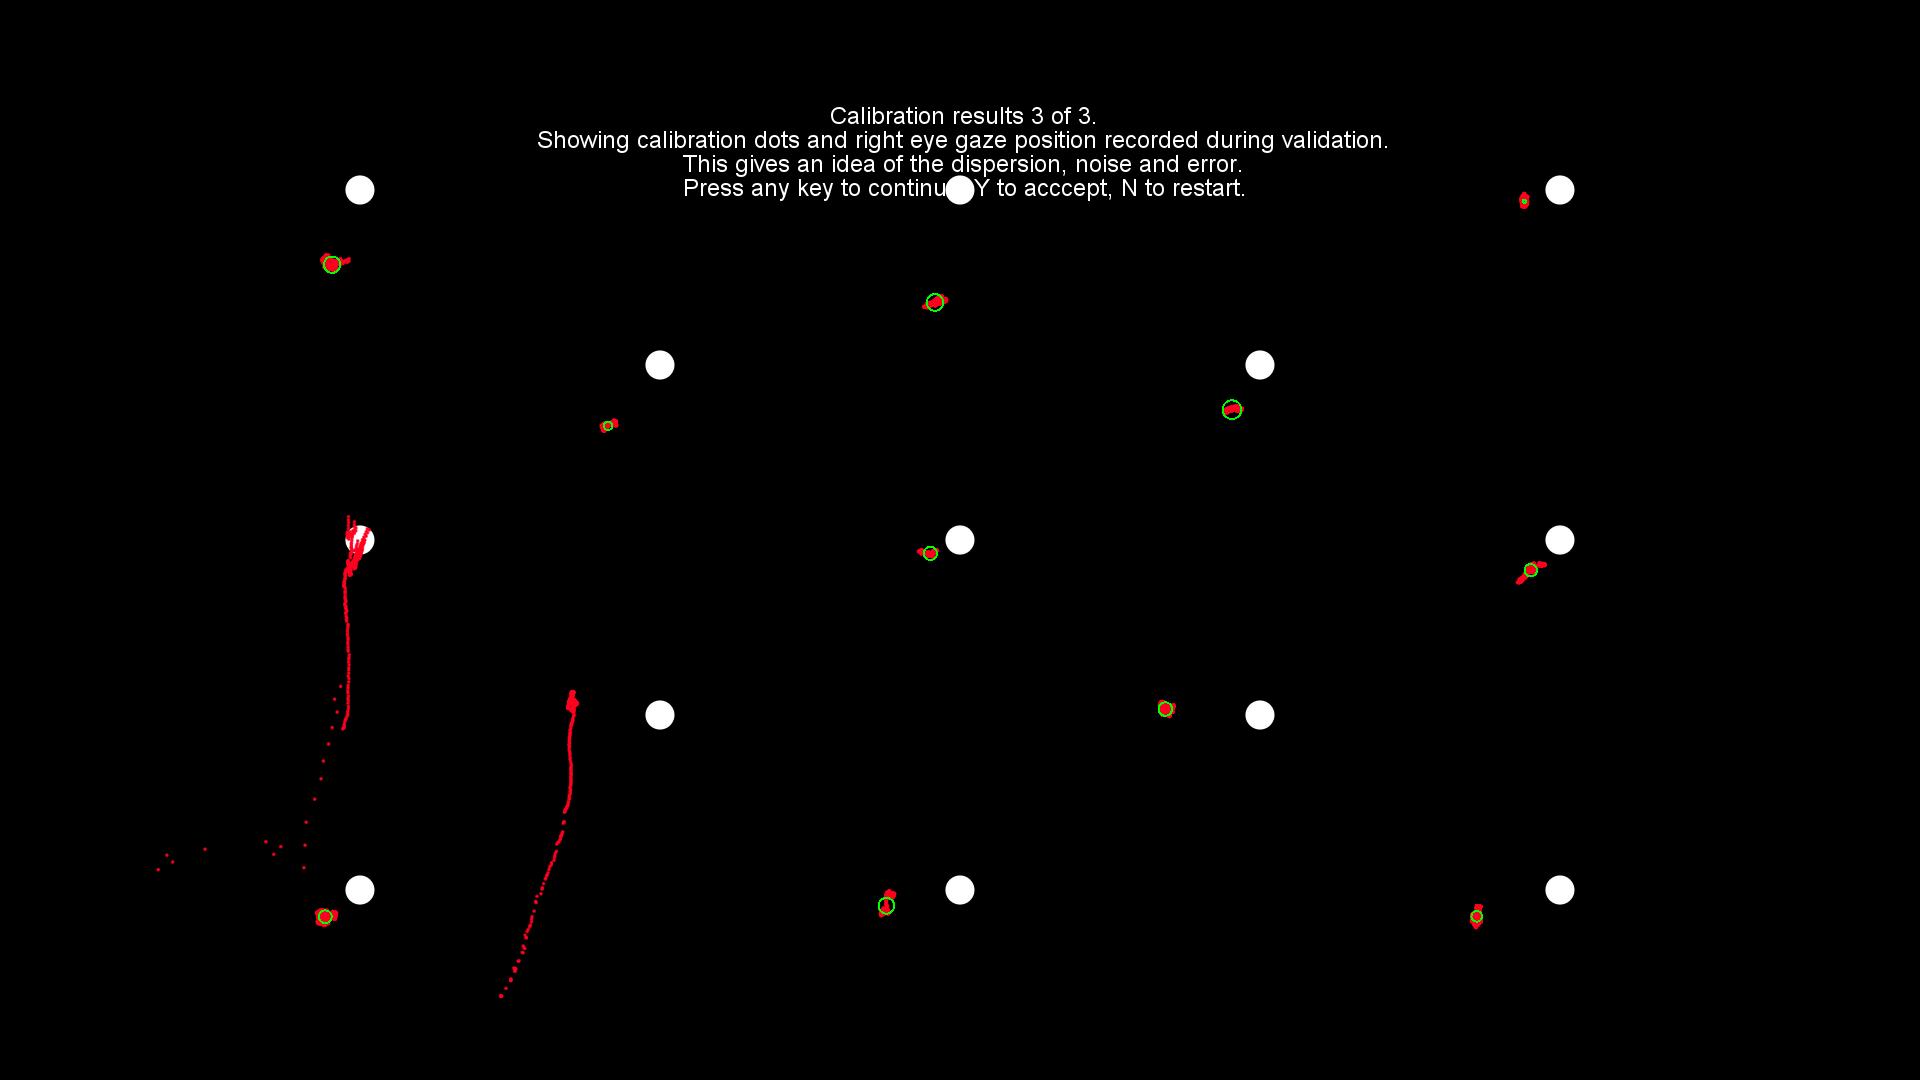 Calibration results 3 of 3.
Showing calibration dots and right eye gaze position recorded during validation.
This gives an idea of the dispersion, noise and error.
Press any key to continu Y to acccept, N to restart.